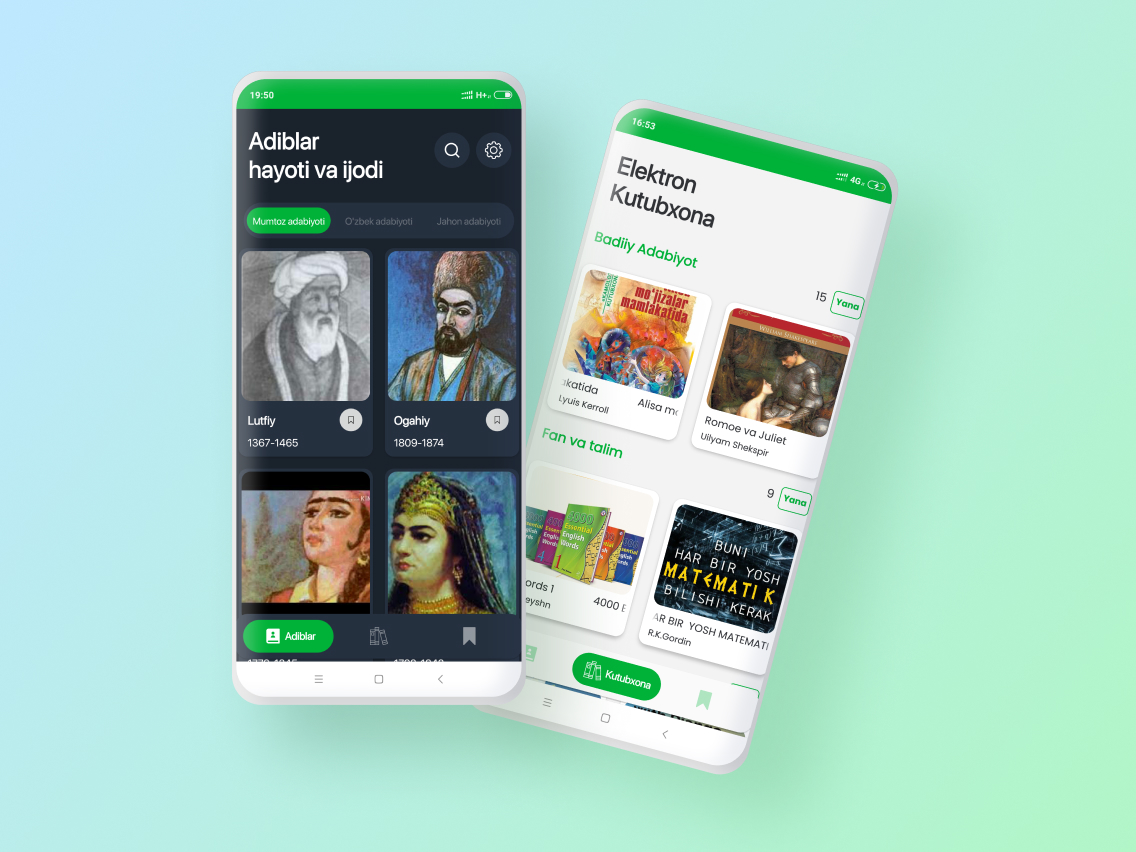 19:50
H+
Adiblar
hayoti va ijodi
Mumtoz adabiyoti
O'zbek adabiyoti
Jahon adabiyoti
Lutfiy
1367-1465
Ogahiy
1809-1874
Adiblar
16:53
4G
Elektron
Kutubxona
Badiiy Adabiyot
15
Yana
KUTUBXONE
mo'jizalar
mamlakatida
akatida
Alisa mo
Lyuis Kerroll
Romoe va Juliet
Uilyam Shekspir
Fan va talim
9
Yana
4000
Essential
English
Words
4
ords 1
4000 E
eyshn
BUNI
HAR BIR YOSH
MATEMATIK
BILISHI KERAK
AR BIR YOSH MATEMATI
R.K.Gordin
Kutubxona